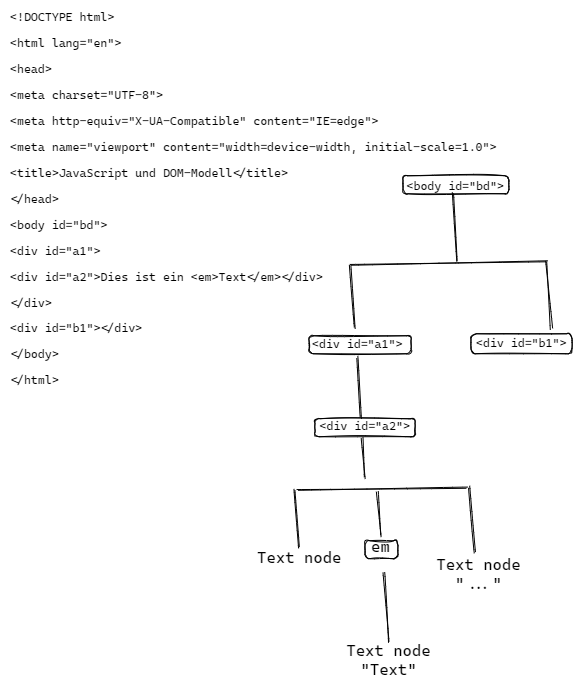 <!DOCTYPE html>
<html lang="en">
<head>
<meta charset="UTF-8">
<meta http-equiv="X-UA-Compatible" content="IE=edge">
<meta name="viewport" content="width=device-width, initial-scale=1.0">
<title>JavaScript und DOM-Modell</title>
</head>
<body id="bd">
<div id="a1">
<div id="a2">Dies ist ein <em>Text</em></div>
</div>
<div id="b1"></div>
</body>
</html>
<body id="bd">
<div id="a1">
<div id="b1">
<div id="a2">
Text node
em
Text node
"..."
Text node
"Text"